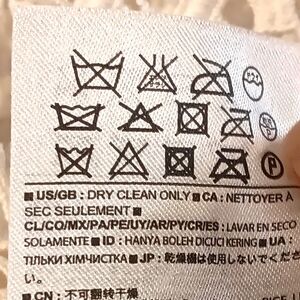 P
■ US/GB : DRY CLEAN ONLY ■ CA : NETTOYER À
SEC SEULEMENT ■
CL/CO/MX/PA/PE/UY/AR/PY/CR/ES : LAVAR EN SECO
SOLAMENTE ■ ID : HANYA BOLEH DICUCI KERING ■ UA :
ТІЛЬКИ ХІМЧИСТКА ■ JP : 乾燥機は使用しないでくださ
い。
■ CN : 不可翻转干燥